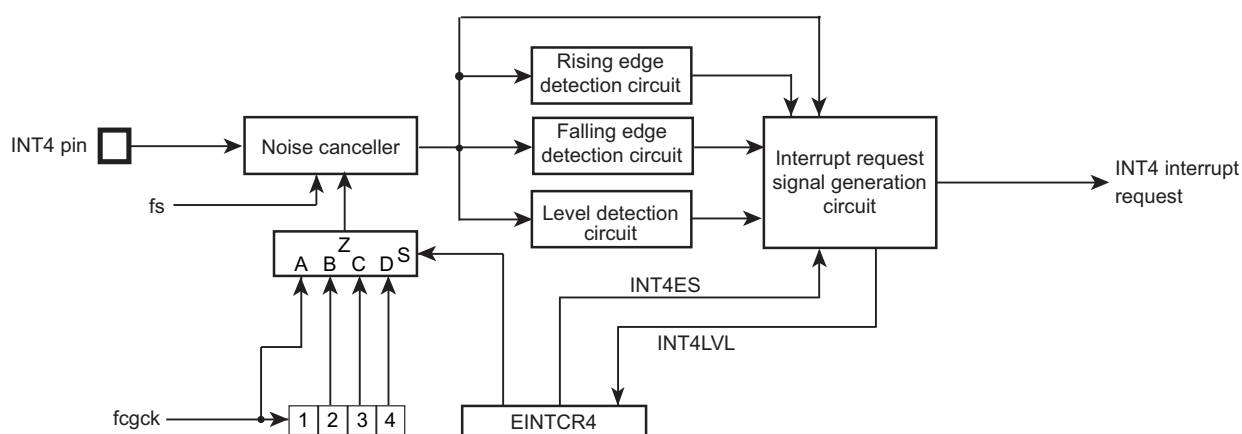 Rising edge
detection circuit
INT4 pin
Noise canceller
Falling edge
detection circuit
Interrupt request
signal generation
circuit
INT4 interrupt
request
fs
Level detection
circuit
Z
S
A B C D
INT4ES
INT4LVL
fcgck
1 2 3 4
EINTCR4